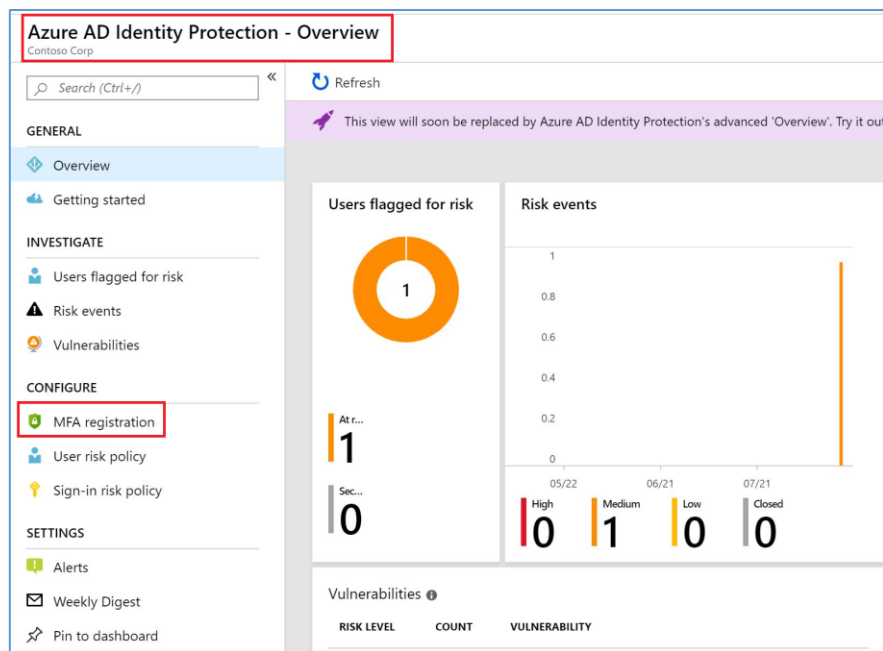 Azure AD Identity Protection - Overview
Contoso Corp
Search (Ctrl+/)
«
Refresh
This view will soon be replaced by Azure AD Identity Protection's advanced 'Overview'. Try it out
GENERAL
Overview
Getting started
INVESTIGATE
Users flagged for risk
Risk events
Vulnerabilities
CONFIGURE
MFA registration
User risk policy
Sign-in risk policy
SETTINGS
Alerts
Weekly Digest
Pin to dashboard
Users flagged for risk
1
At r...
1
Sec...
0
Risk events
1
0.8
0.6
0.4
0.2
0
05/22 06/21 07/21
High Medium Low Closed
0 1 0 0
Vulnerabilities
RISK LEVEL COUNT VULNERABILITY